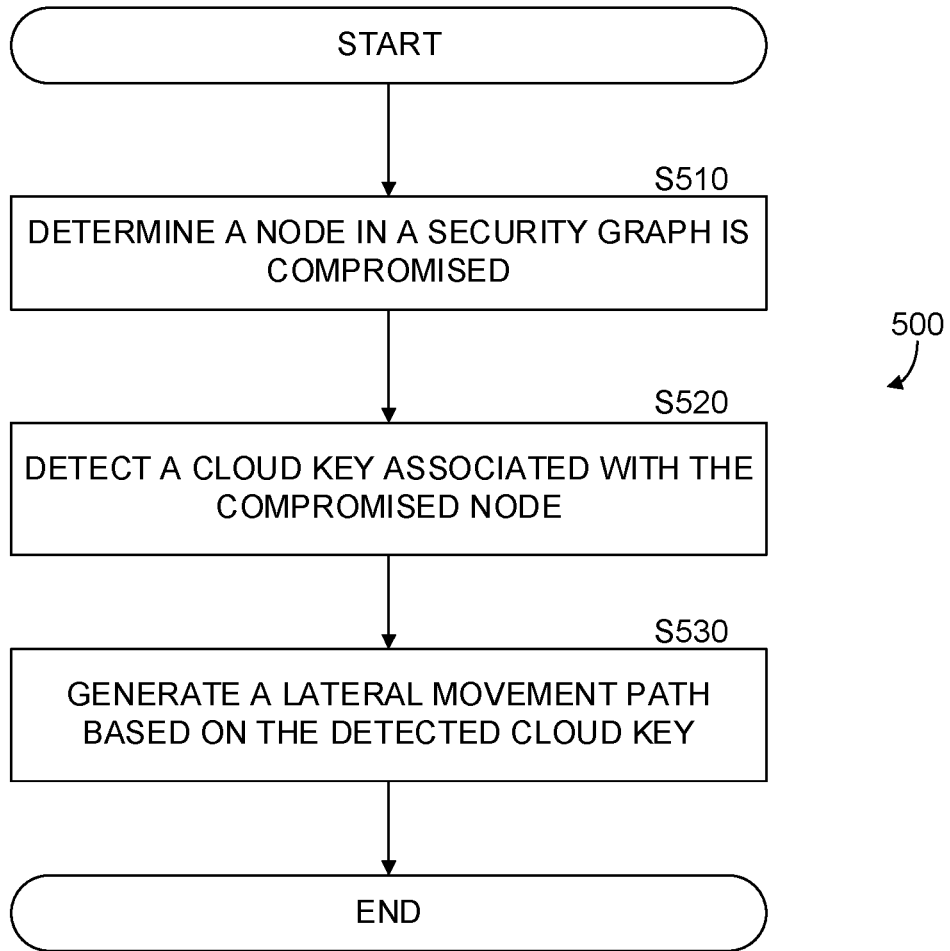 START
S510
DETERMINE A NODE IN A SECURITY GRAPH IS
COMPROMISED
500
S520
DETECT A CLOUD KEY ASSOCIATED WITH THE
COMPROMISED NODE
S530
GENERATE A LATERAL MOVEMENT PATH
BASED ON THE DETECTED CLOUD KEY
END